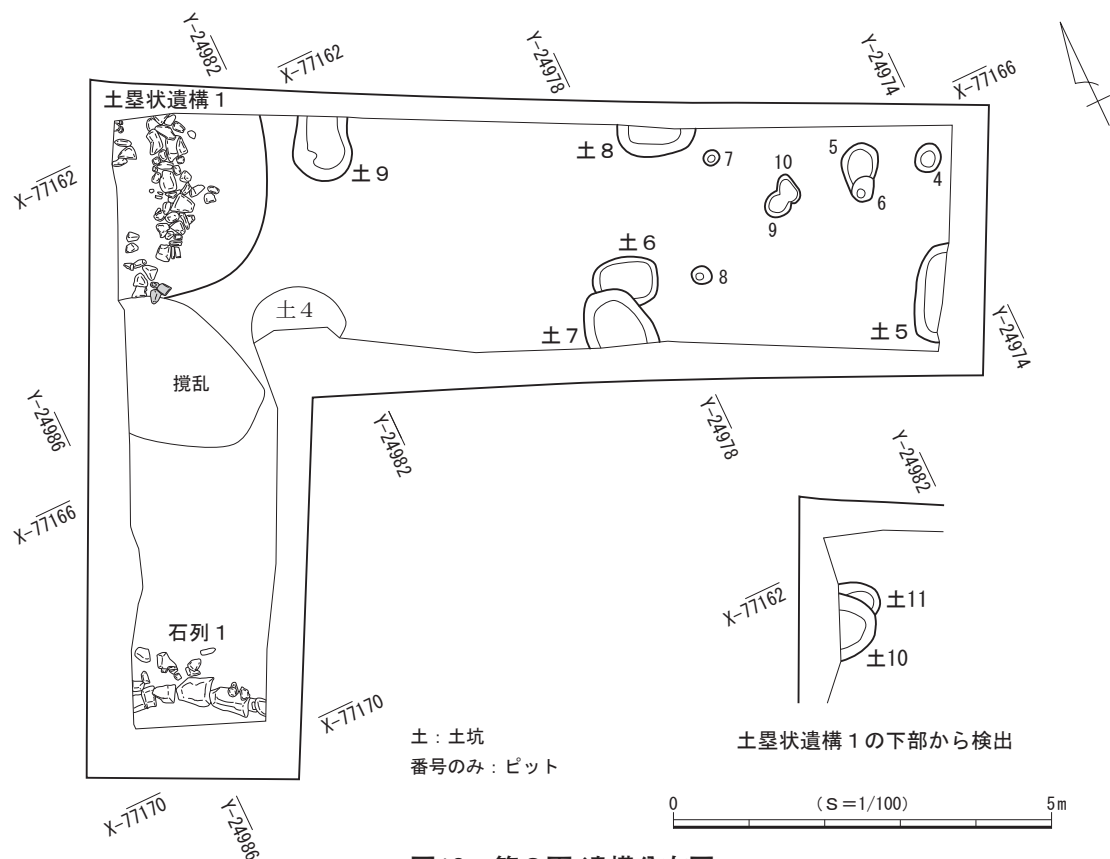 Y-24982
X-77162
Y-24978
Y-24974
X-77166
土塁状遺構1
X-77162
土9
土8
7
10
9
5
6
4
土6
8
土7
土5
土4
Y-24974
撹乱
Y-24986
Y-24982
Y-24978
Y-24982
X-77166
X-77162
土11
土10
石列1
X-77170
土:土坑
番号のみ:ピット
土塁状遺構1の下部から検出
X-77170
Y-24986
0 (S=1/100) 5m